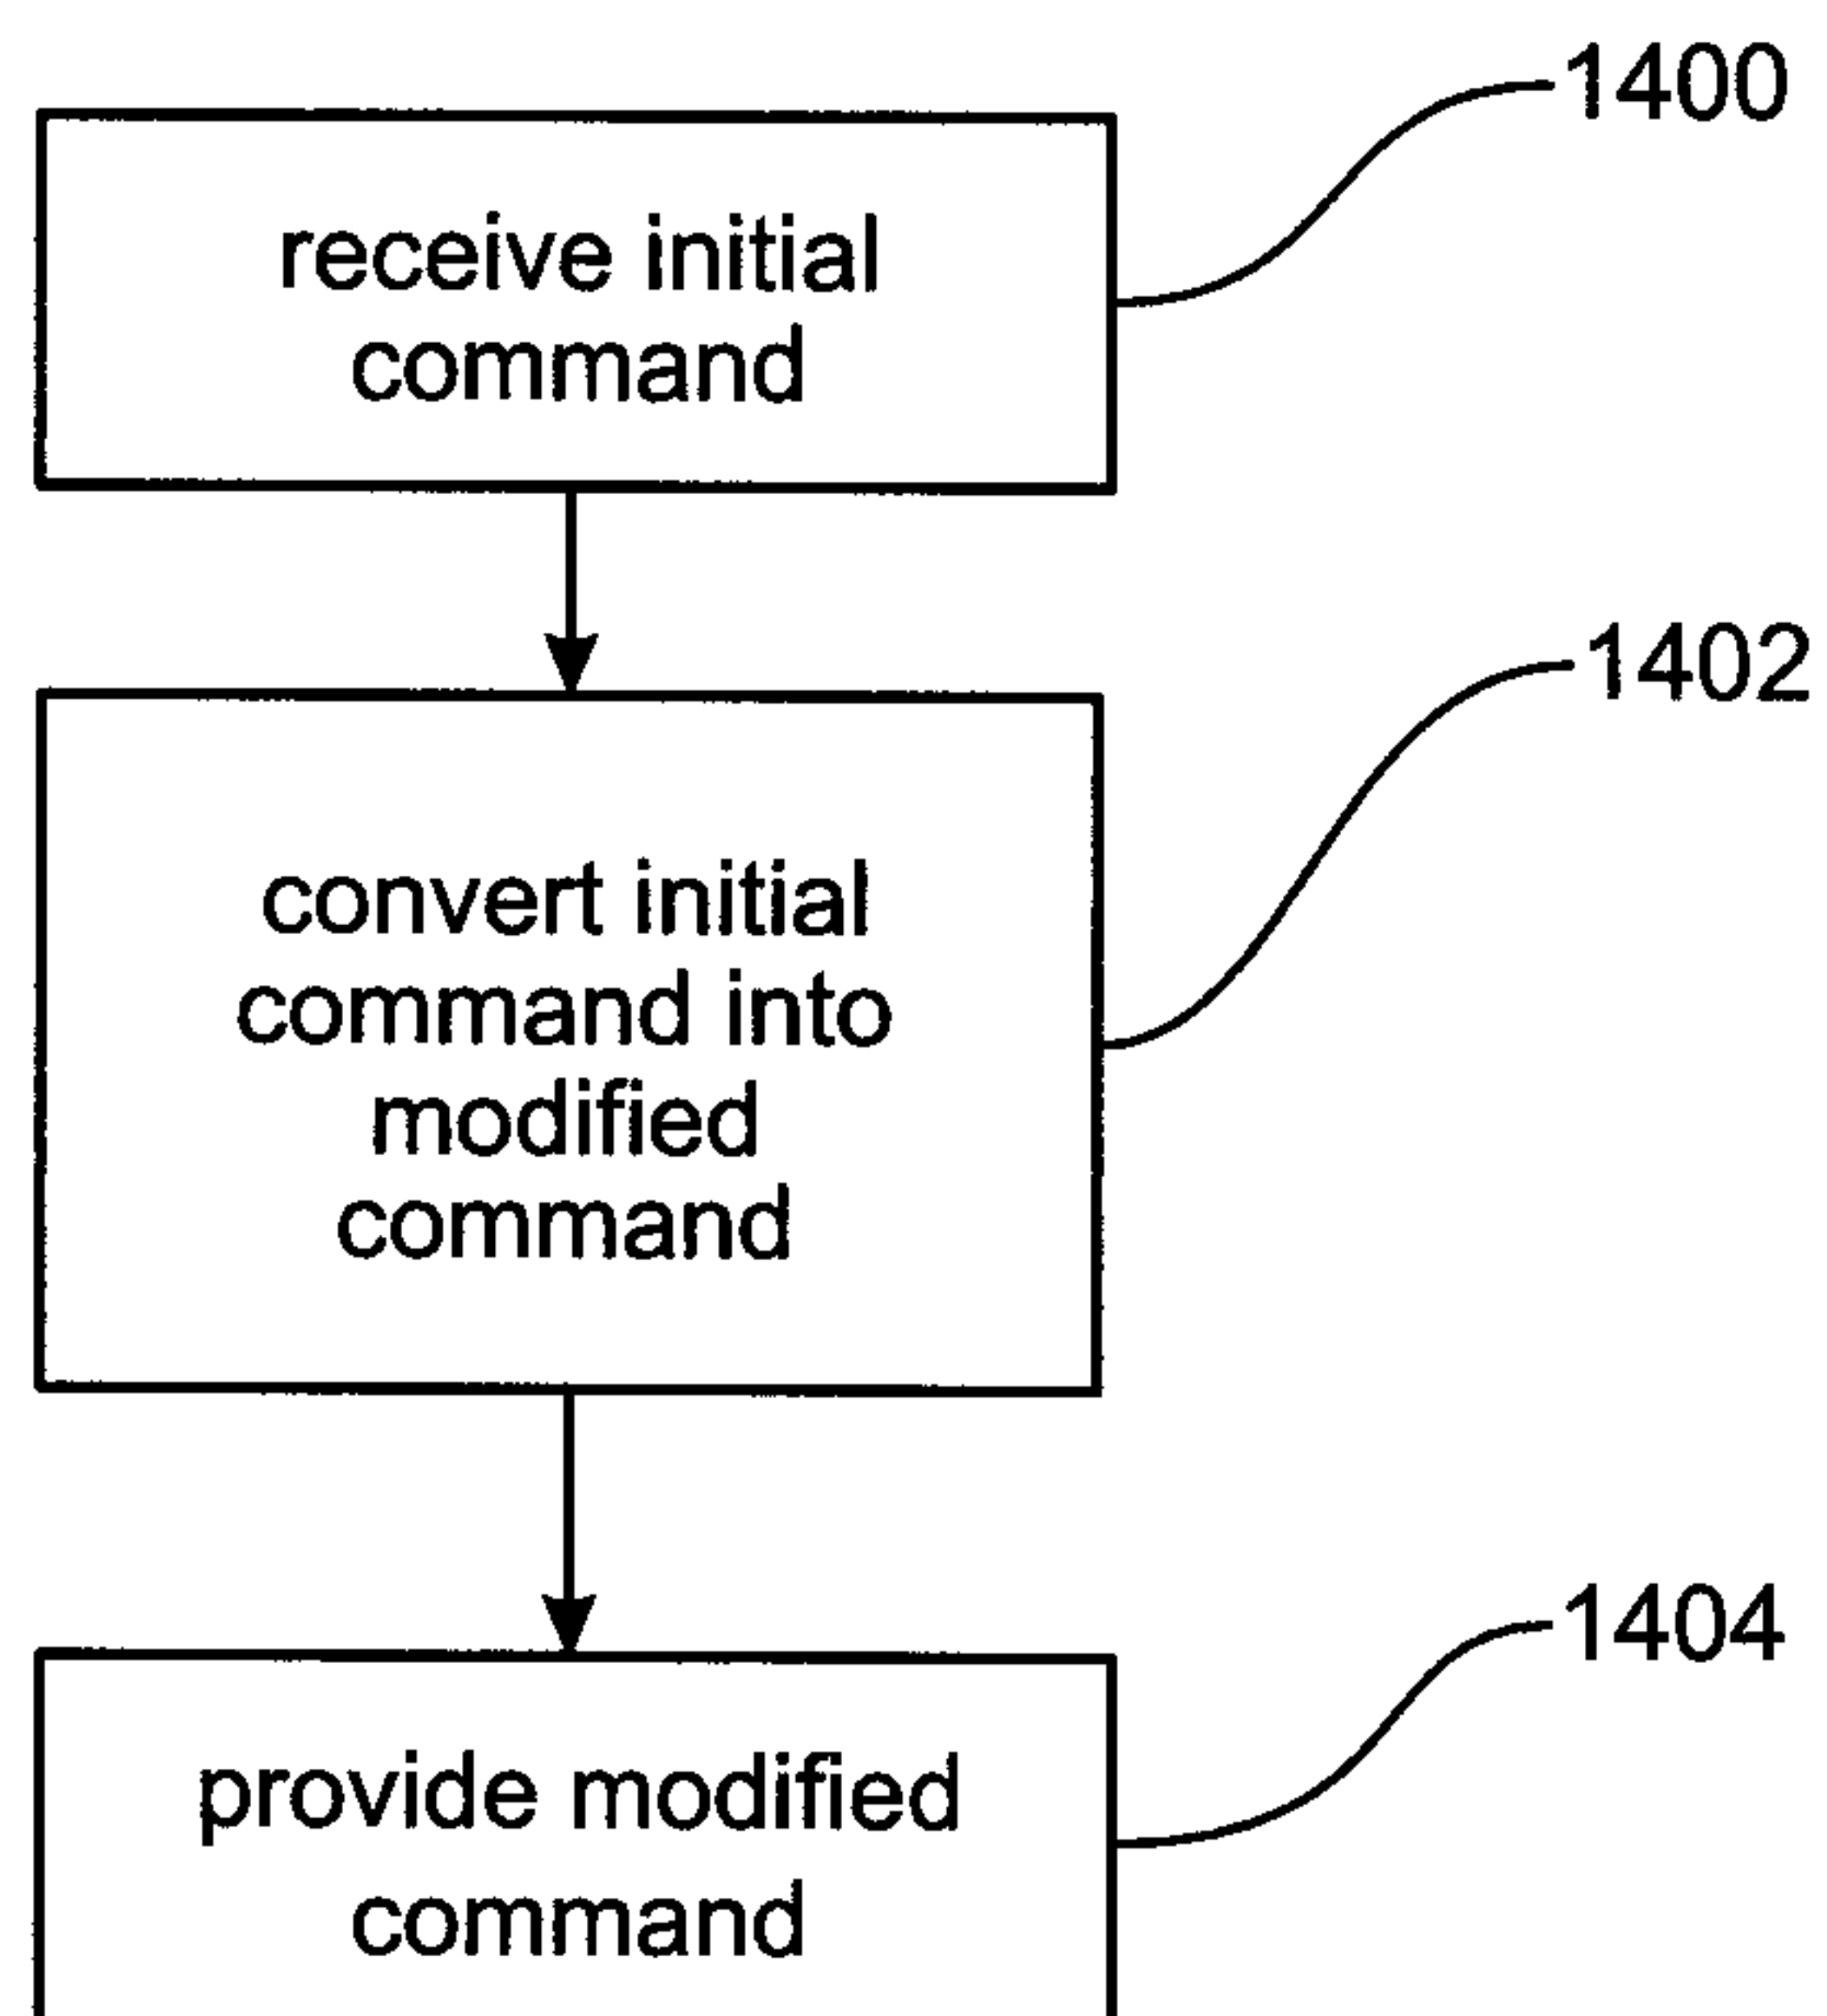 1400
receive initial
command
1402
convert initial
command into
modified
command
1404
provide modified
command